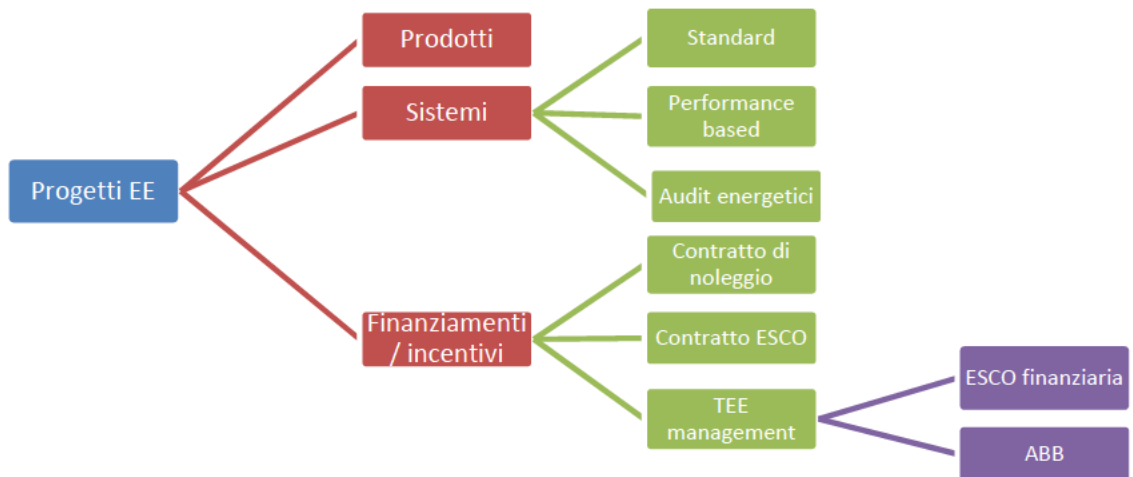 Progetti EE
Prodotti
Sistemi
Finanziamenti
/ incentivi
Standard
Performance
based
Audit energetici
Contratto di
noleggio
Contratto ESCO
TEE
management
ESCO finanziaria
ABB